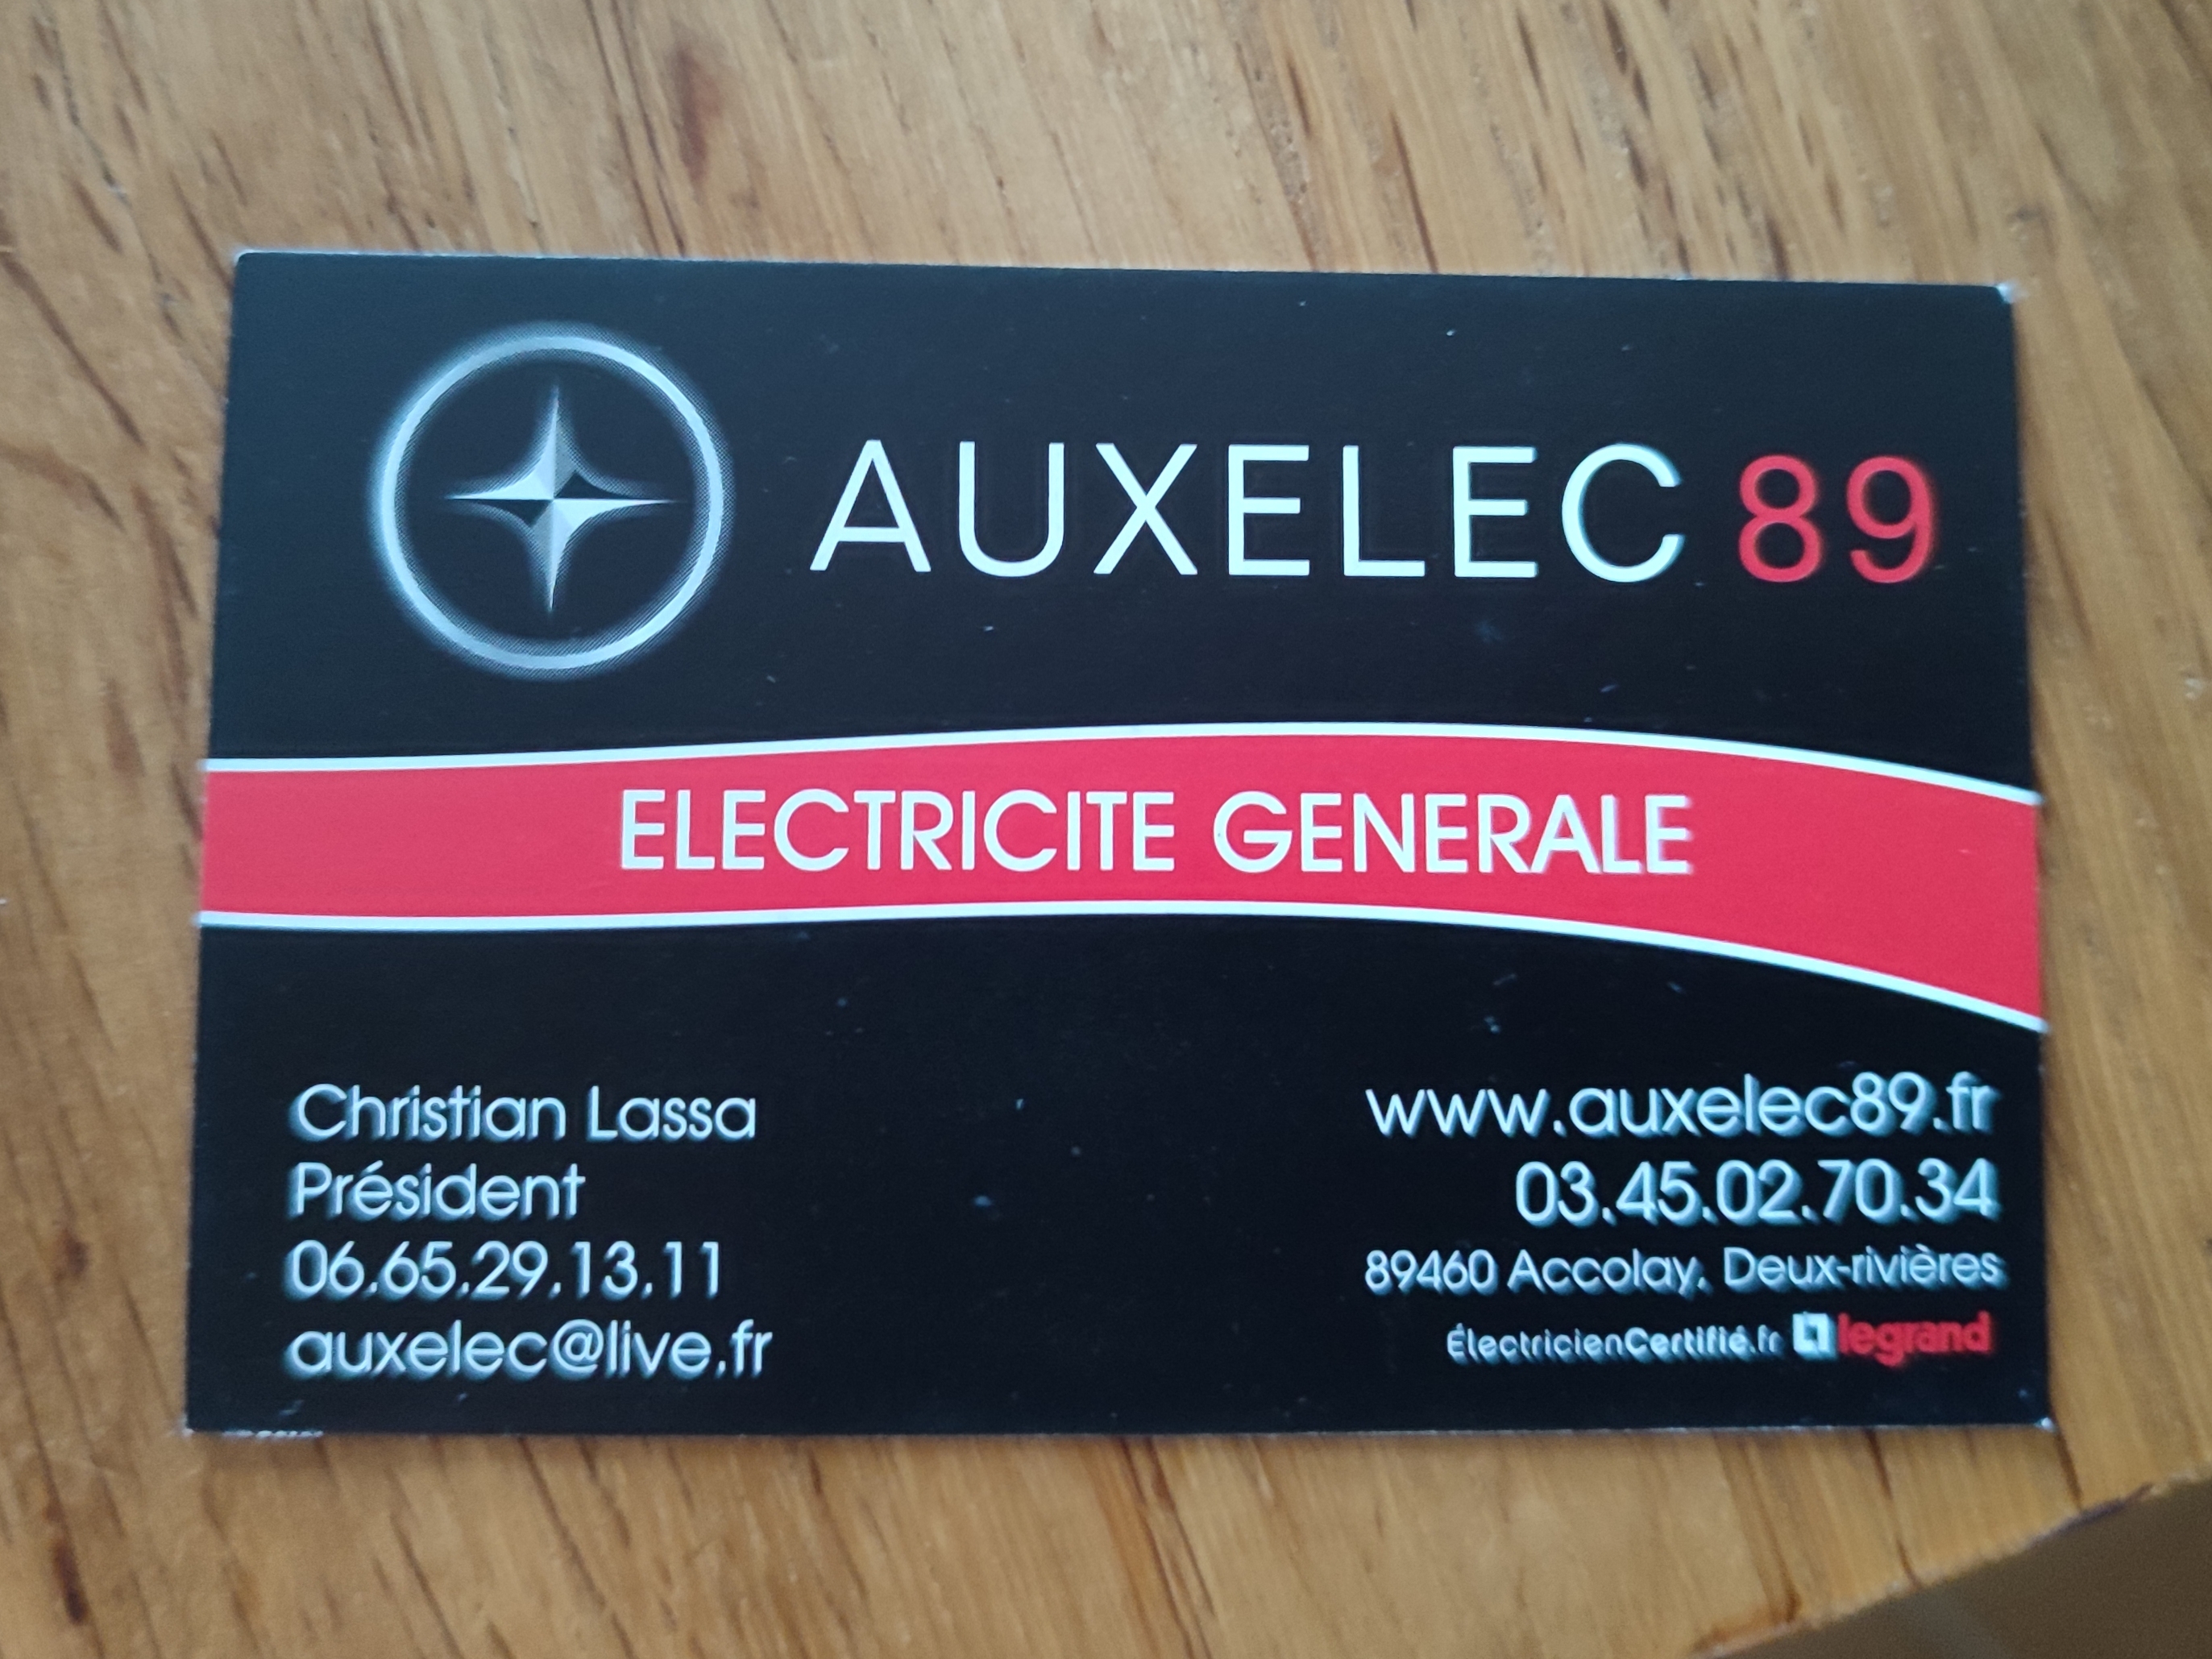 AUXELEC 89
ELECTRICITE GENERALE
Christian Lassa
Président
06.65.29.13.11
auxelec@live.fr
www.auxelec89.fr
03.45.02.70.34
89460 Accolay, Deux-rivières
ÉlectricienCertifié.fr legrand